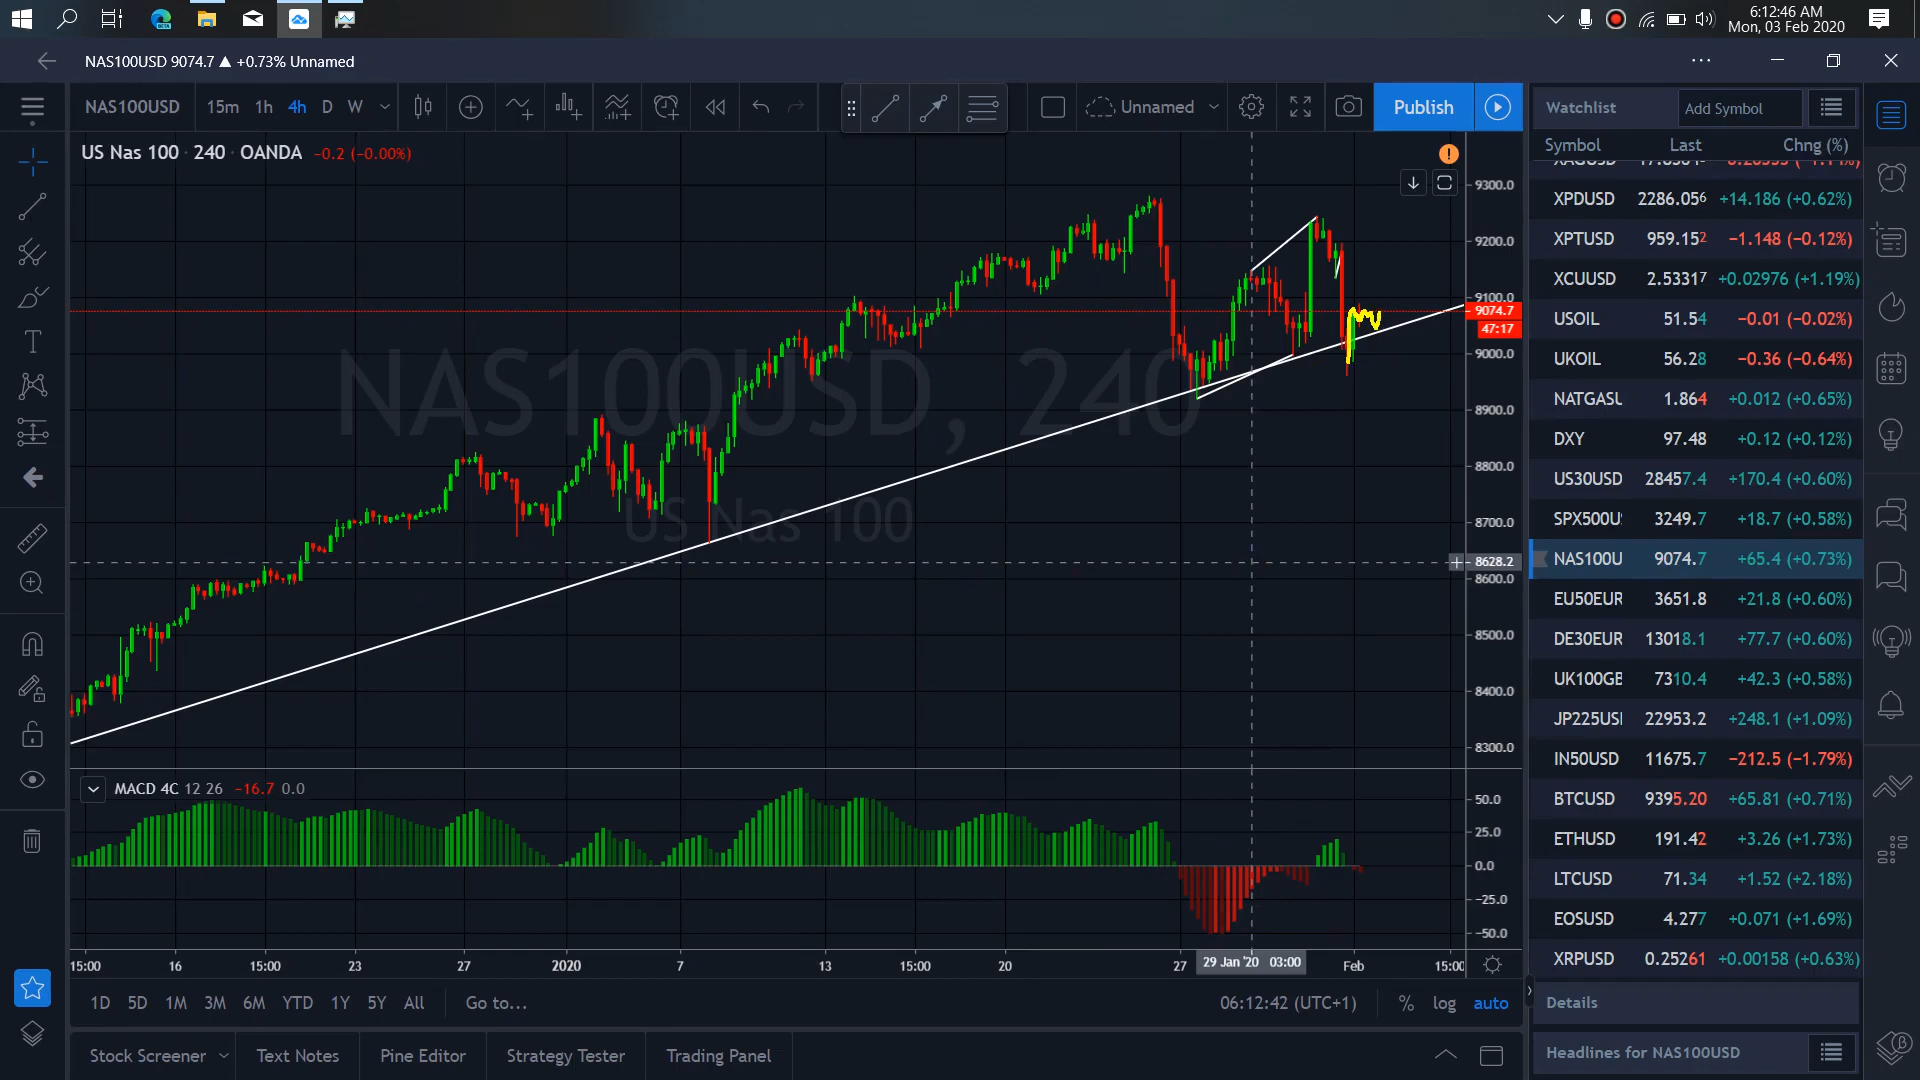 6:12:46 AM
Mon, 03 Feb 2020
NAS100USD 9074.7 ▲ +0.73% Unnamed
NAS100USD 15m 1h 4h D W Unnamed Publish
Watchlist Add Symbol
US Nas 100 · 240 · OANDA −0.2 (−0.00%)
Symbol Last Chng (%)
XPDUSD 2286.056 +14.186 (+0.62%)
XPTUSD 959.152 −1.148 (−0.12%)
XCUUSD 2.53317 +0.02976 (+1.19%)
USOIL 51.54 −0.01 (−0.02%)
UKOIL 56.28 −0.36 (−0.64%)
NATGASU 1.864 +0.012 (+0.65%)
DXY 97.48 +0.12 (+0.12%)
US30USD 28457.4 +170.4 (+0.60%)
SPX500U 3249.7 +18.7 (+0.58%)
NAS100U 9074.7 +65.4 (+0.73%)
EU50EUR 3651.8 +21.8 (+0.60%)
DE30EUR 13018.1 +77.7 (+0.60%)
UK100GB 7310.4 +42.3 (+0.58%)
JP225US 22953.2 +248.1 (+1.09%)
IN50USD 11675.7 −212.5 (−1.79%)
BTCUSD 9395.20 +65.81 (+0.71%)
ETHUSD 191.42 +3.26 (+1.73%)
LTCUSD 71.34 +1.52 (+2.18%)
EOSUSD 4.277 +0.071 (+1.69%)
XRPUSD 0.25261 +0.00158 (+0.63%)
Details
Headlines for NAS100USD
9300.0
9200.0
9100.0
9074.7
47:17
9000.0
8900.0
8800.0
8700.0
8628.2
8600.0
8500.0
8400.0
8300.0
NAS100USD, 240
US Nas 100
MACD 4C 12 26 −16.7 0.0
50.0
25.0
0.0
−25.0
−50.0
15:00 16 15:00 23 27 2020 7 13 15:00 20 27 29 Jan '20 03:00 Feb 15:00
1D 5D 1M 3M 6M YTD 1Y 5Y All Go to... 06:12:42 (UTC+1) % log auto
Stock Screener Text Notes Pine Editor Strategy Tester Trading Panel